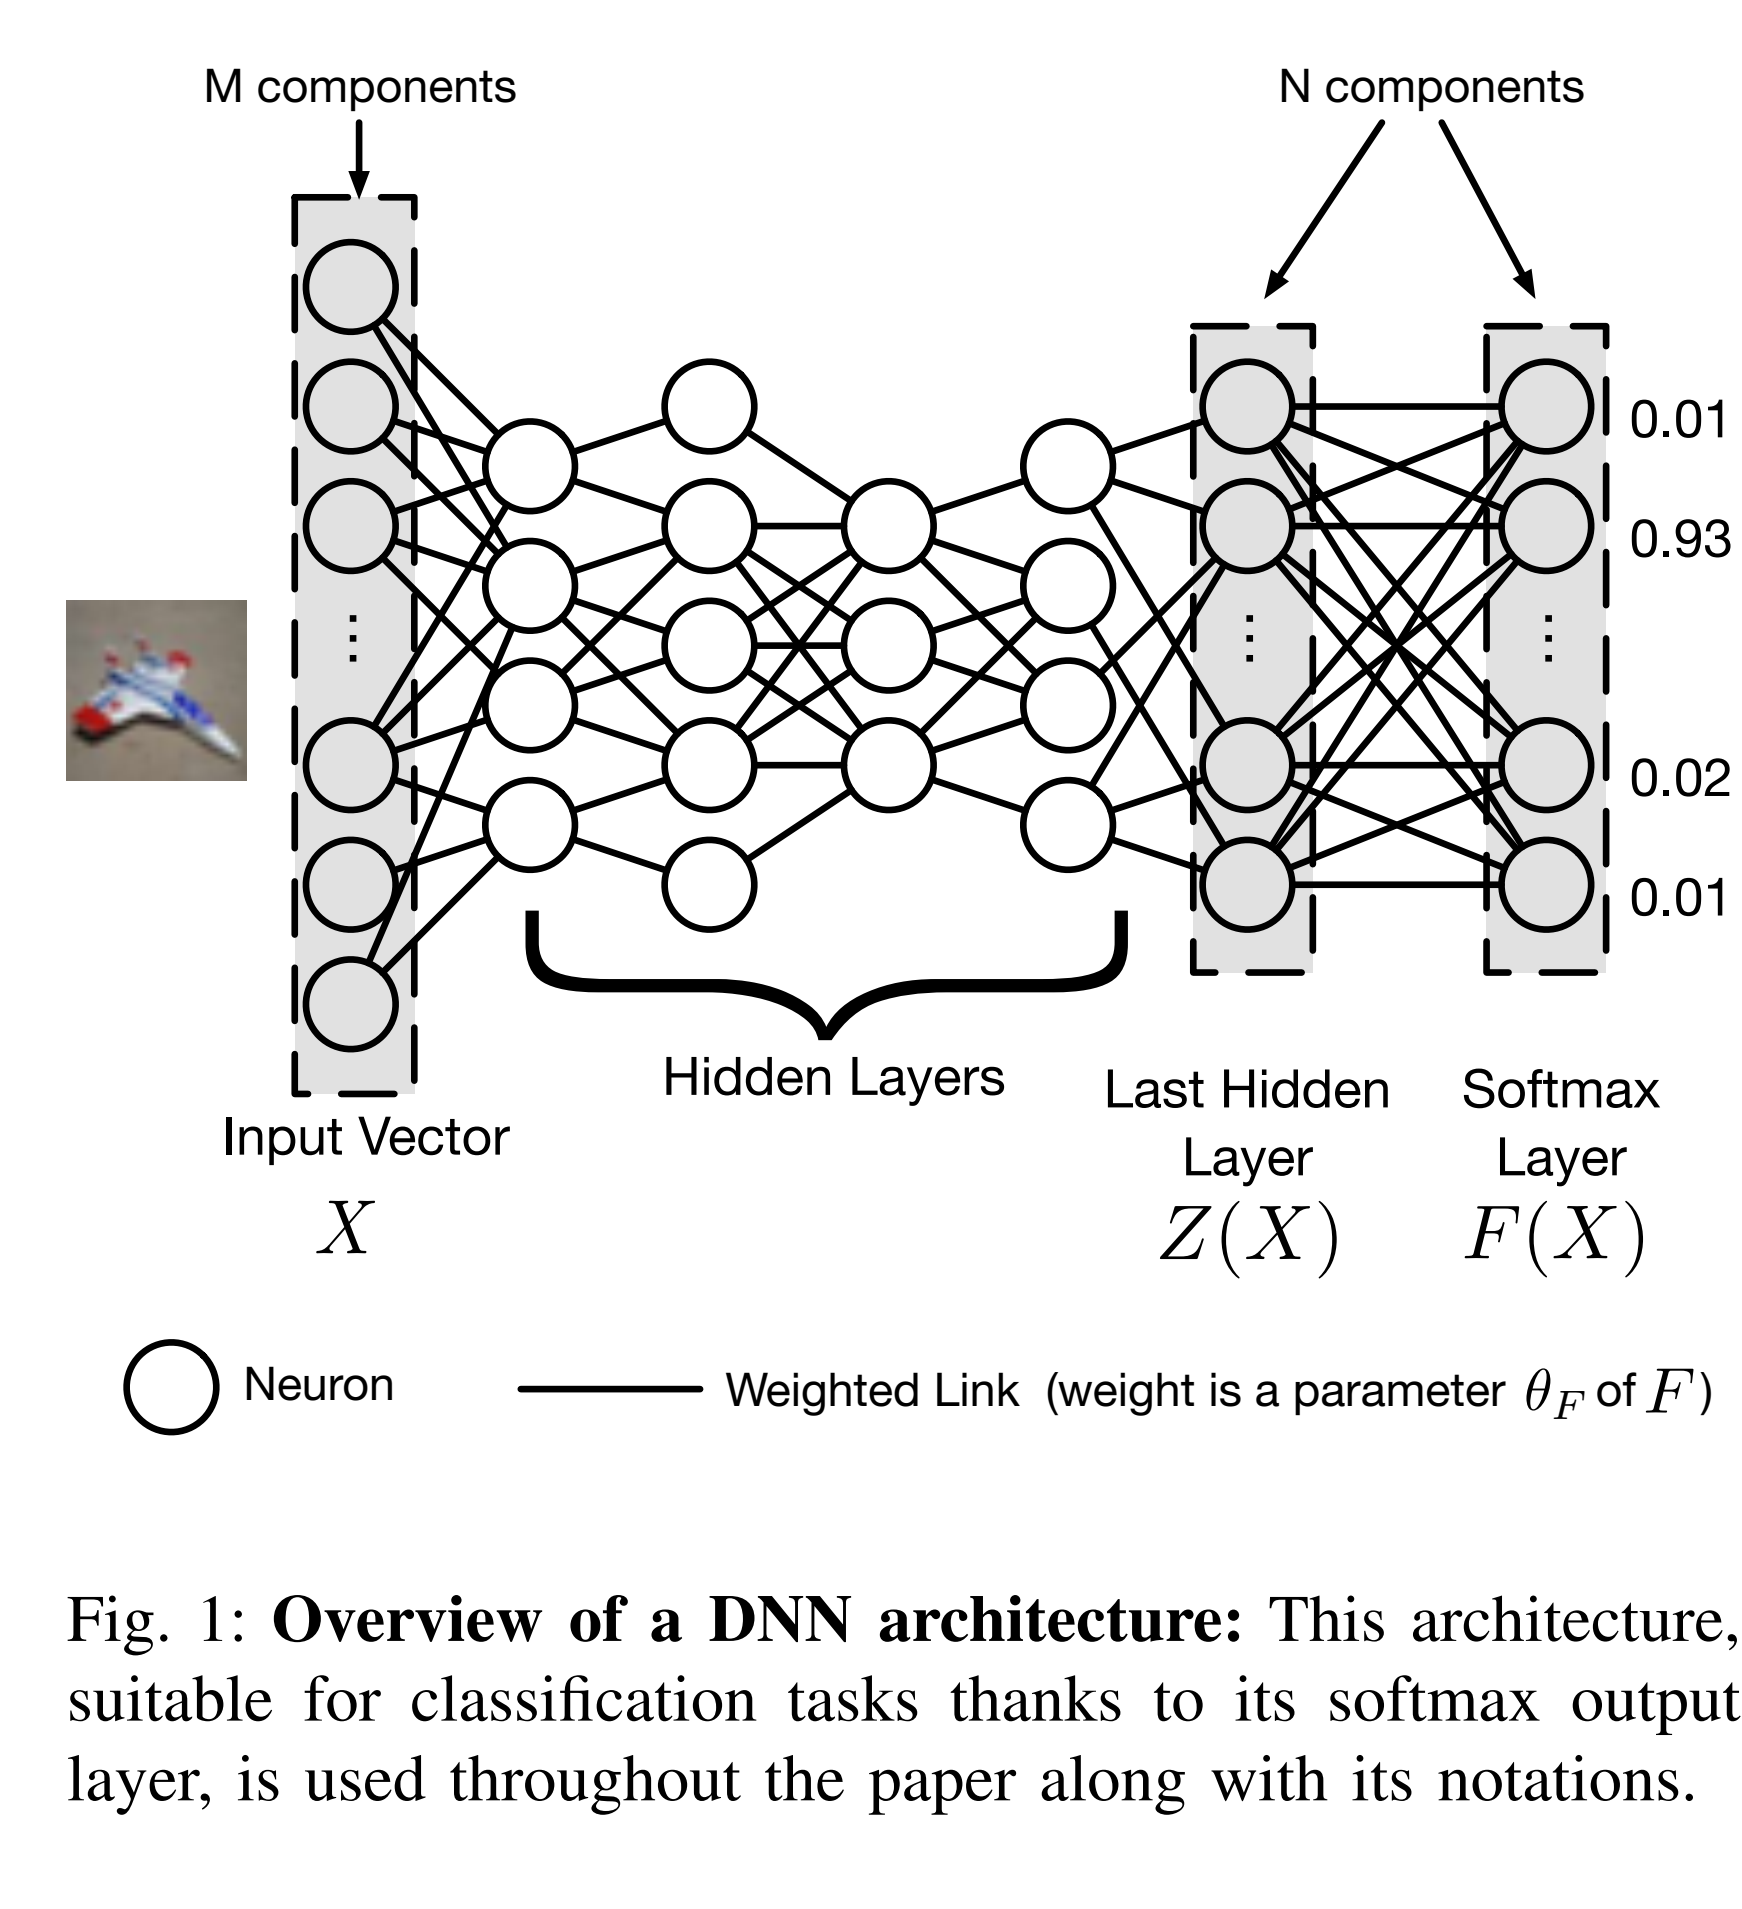 M components
N components
0.01
0.93
0.02
0.01
Hidden Layers
Input Vector
X
Last Hidden
Layer
Z(X)
Softmax
Layer
F(X)
Neuron
Weighted Link (weight is a parameter θ_F of F)
Fig. 1: Overview of a DNN architecture: This architecture,
suitable for classification tasks thanks to its softmax output
layer, is used throughout the paper along with its notations.